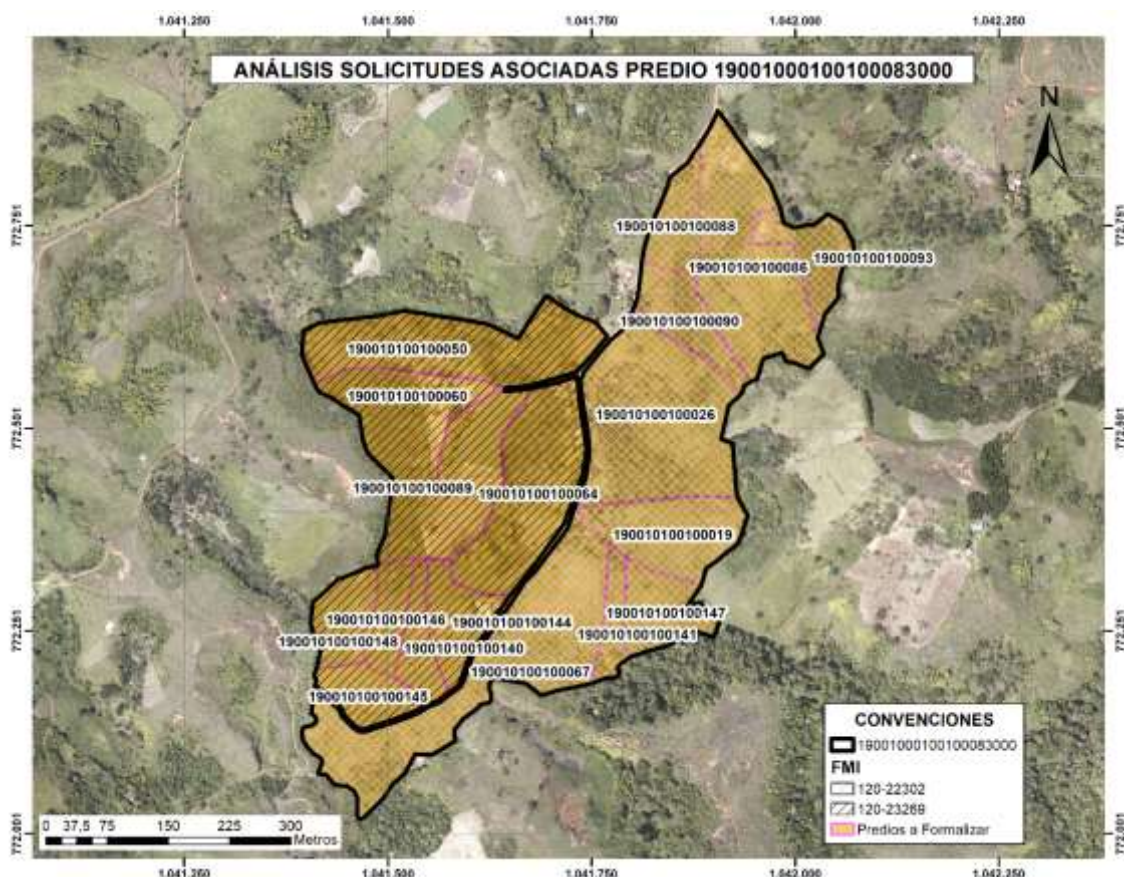 1.041.250 1.041.500 1.041.750 1.042.000 1.042.250
ANÁLISIS SOLICITUDES ASOCIADAS PREDIO 19001000100100083000
N
772.751 772.751
190010100100088
190010100100093
190010100100086
190010100100090
190010100100050
190010100100060
190010100100026
772.501 772.501
190010100100089
190010100100064
190010100100019
190010100100147
190010100100146
190010100100144
190010100100141
772.251 772.251
190010100100148
190010100100140
190010100100067
190010100100145
CONVENCIONES
19001000100100083000
FMI
120-22302
120-23269
Predios a Formalizar
0 37,5 75 150 225 300
Metros
772.001 772.001
1.041.250 1.041.500 1.041.750 1.042.000 1.042.250